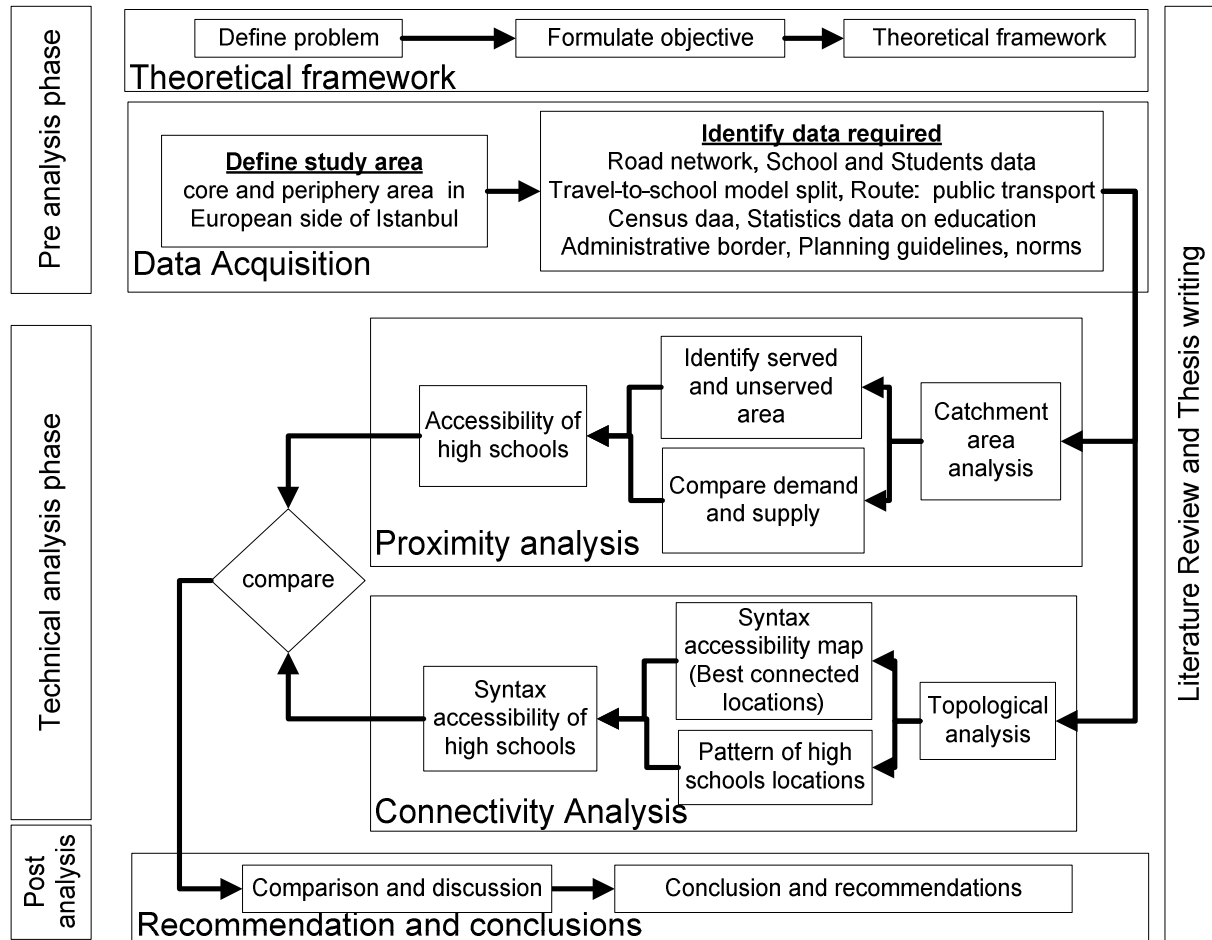 Pre analysis phase
Define problem
Formulate objective
Theoretical framework
Theoretical framework
Define study area
core and periphery area in
European side of Istanbul
Identify data required
Road network, School and Students data
Travel-to-school model split, Route: public transport
Census daa, Statistics data on education
Administrative border, Planning guidelines, norms
Data Acquisition
Technical analysis phase
Identify served
and unserved
area
Accessibility of
high schools
Catchment
area
analysis
Compare demand
and supply
Proximity analysis
compare
Syntax
accessibility map
(Best connected
locations)
Syntax
accessibility of
high schools
Topological
analysis
Pattern of high
schools locations
Connectivity Analysis
Post
analysis
Comparison and discussion
Conclusion and recommendations
Recommendation and conclusions
Literature Review and Thesis writing